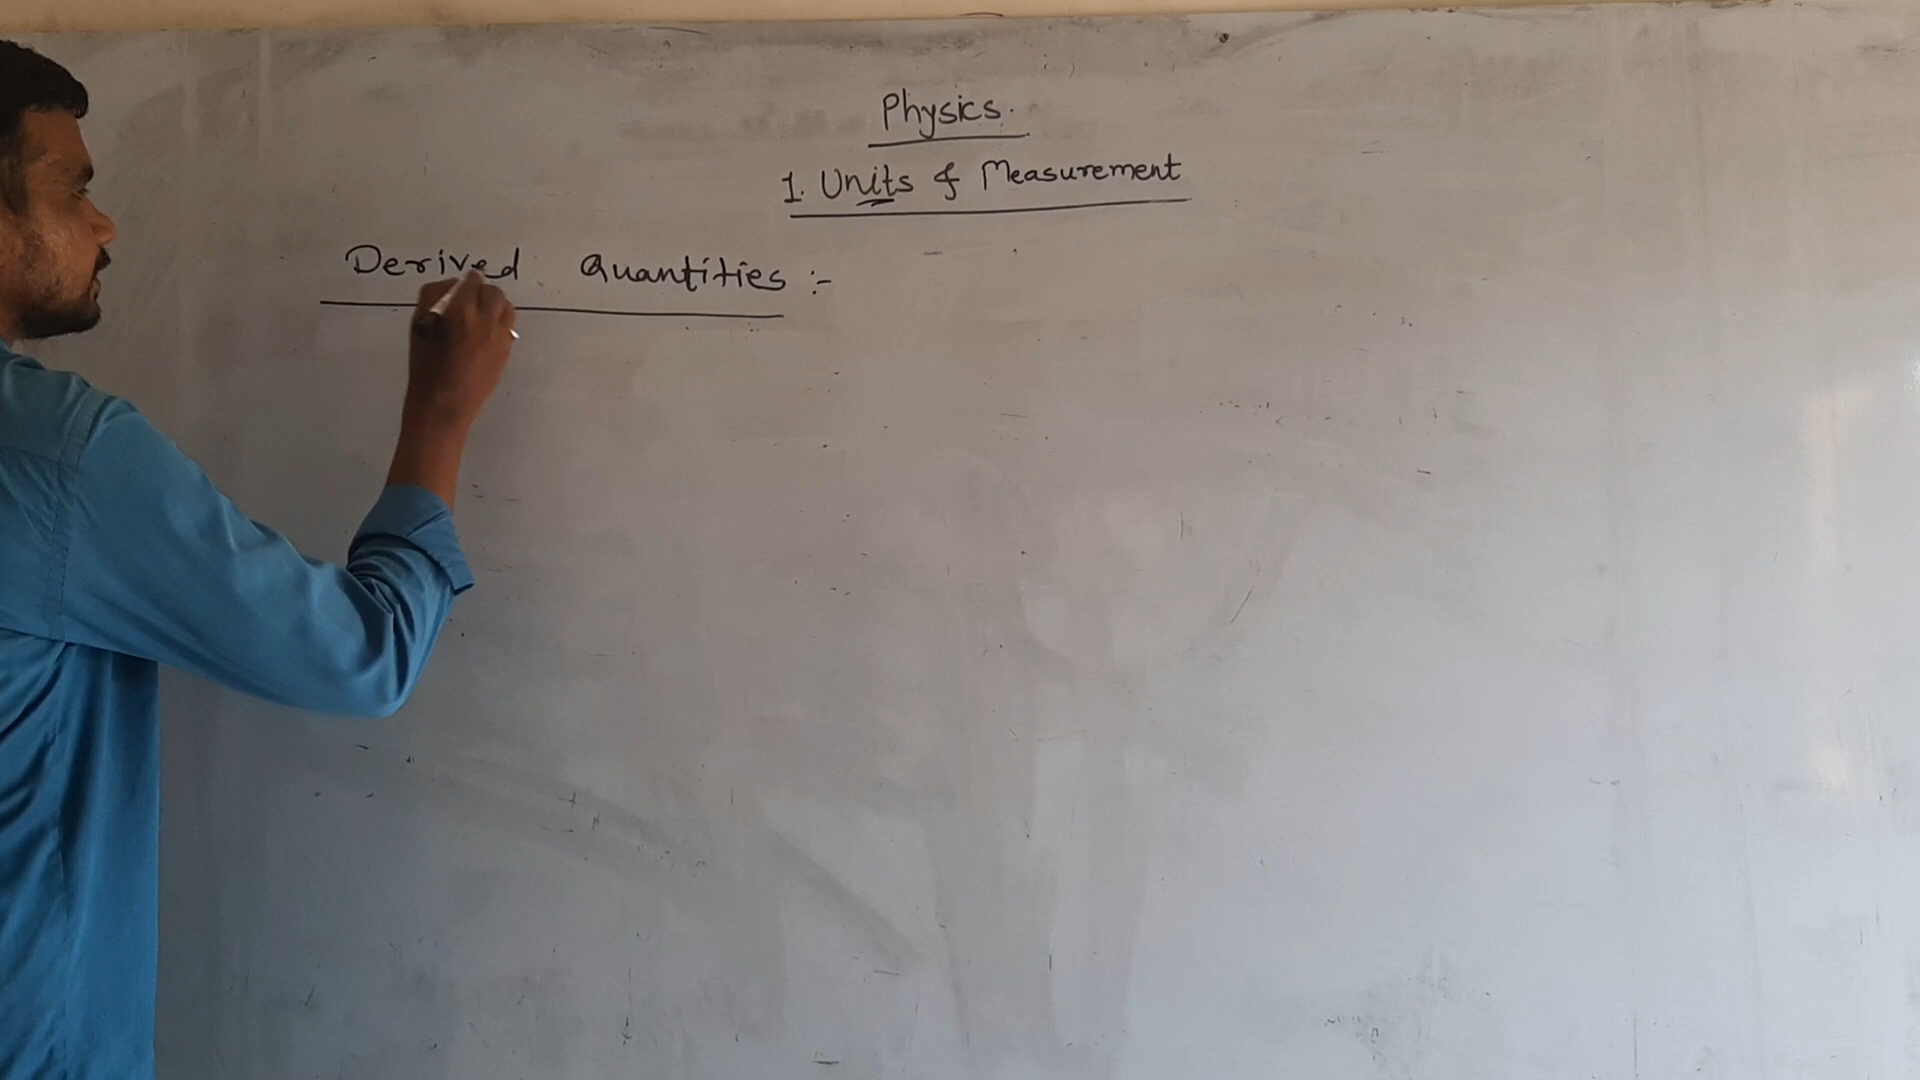 Physics.
1. Units & Measurement
Derived Quantities :-